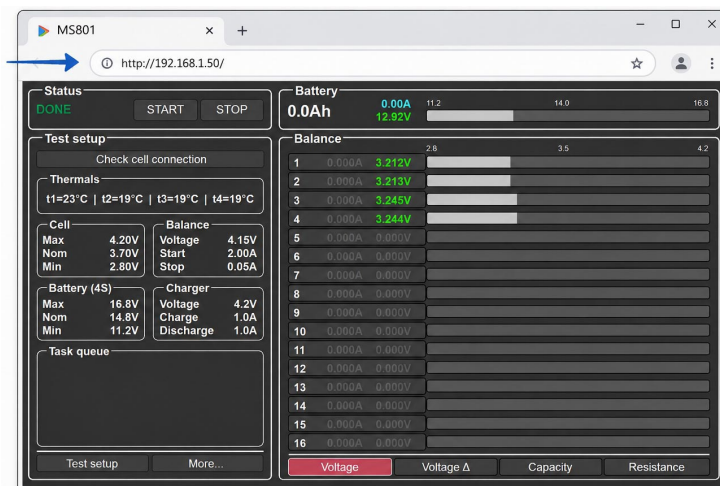 MS801
http://192.168.1.50/
Status
DONE START STOP
Test setup
Check cell connection
Thermals
t1=23°C | t2=19°C | t3=19°C | t4=19°C
Cell
Max 4.20V
Nom 3.70V
Min 2.80V
Balance
Voltage 4.15V
Start 2.00A
Stop 0.05A
Battery (4S)
Max 16.8V
Nom 14.8V
Min 11.2V
Charger
Voltage 4.2V
Charge 1.0A
Discharge 1.0A
Task queue
Test setup More...
Battery
0.0Ah 0.00A 12.92V
11.2 14.0 16.8
Balance
2.8 3.5 4.2
1 0.000A 3.212V
2 0.000A 3.213V
3 0.000A 3.245V
4 0.000A 3.244V
5 0.000A 0.000V
6 0.000A 0.000V
7 0.000A 0.000V
8 0.000A 0.000V
9 0.000A 0.000V
10 0.000A 0.000V
11 0.000A 0.000V
12 0.000A 0.000V
13 0.000A 0.000V
14 0.000A 0.000V
15 0.000A 0.000V
16 0.000A 0.000V
Voltage Voltage Δ Capacity Resistance